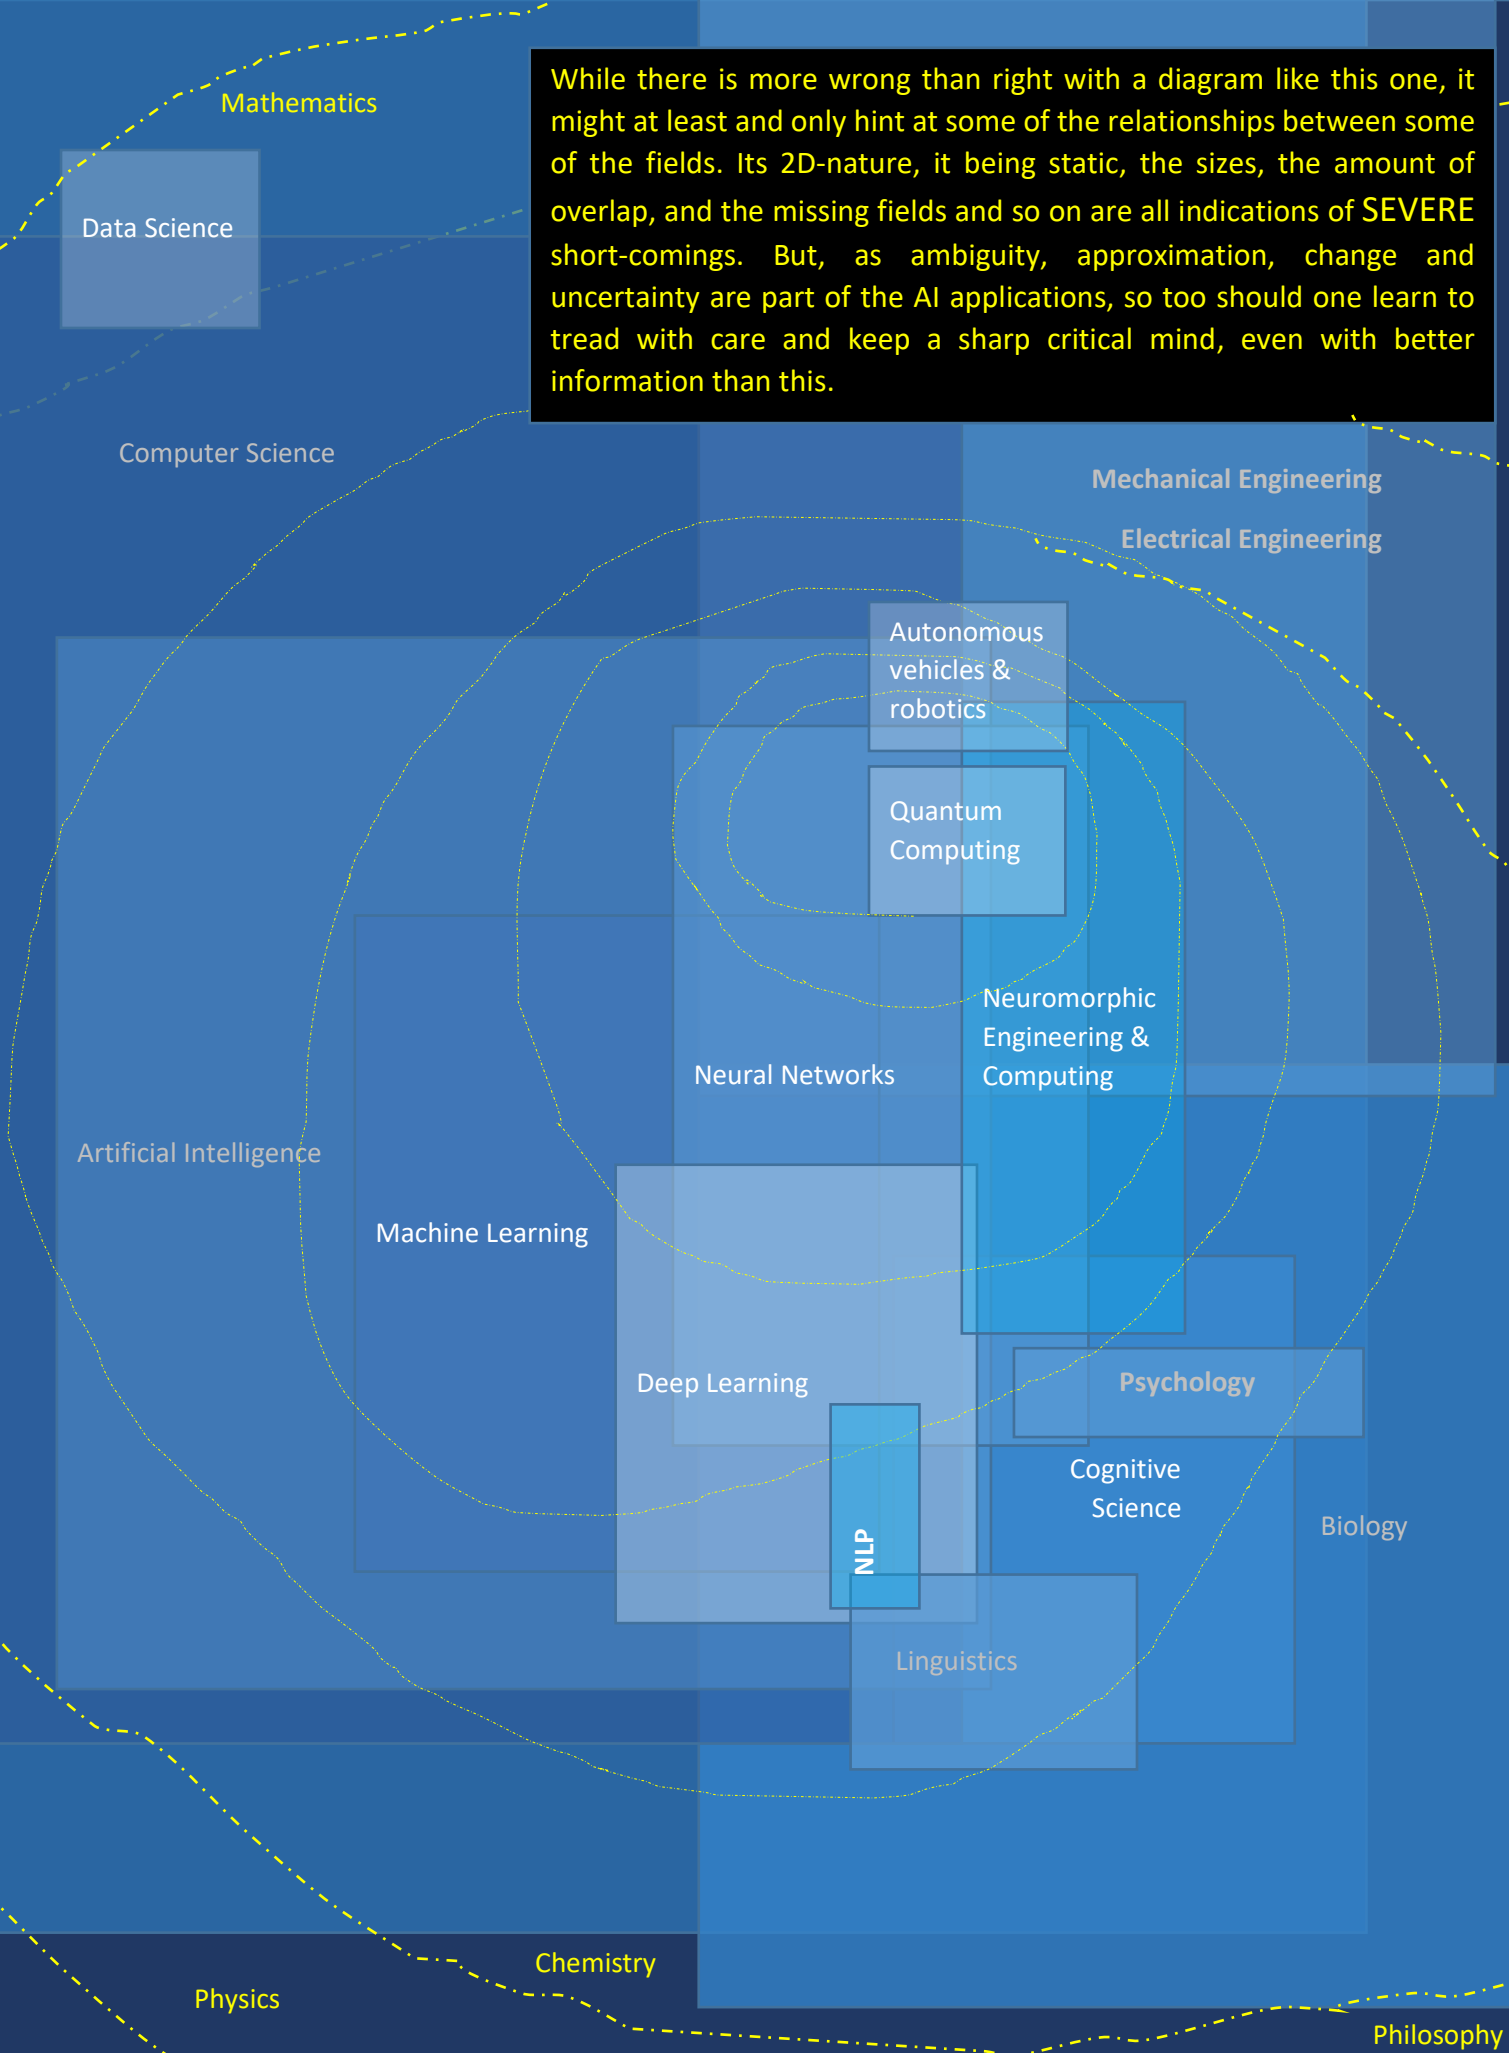 Mathematics
While there is more wrong than right with a diagram like this one, it
might at least and only hint at some of the relationships between some
of the fields. Its 2D-nature, it being static, the sizes, the amount of
overlap, and the missing fields and so on are all indications of SEVERE
short-comings. But, as ambiguity, approximation, change and
uncertainty are part of the AI applications, so too should one learn to
tread with care and keep a sharp critical mind, even with better
information than this.
Data Science
Computer Science
Mechanical Engineering
Electrical Engineering
Autonomous
vehicles &
robotics
Quantum
Computing
Neuromorphic
Engineering &
Computing
Neural Networks
Artificial Intelligence
Machine Learning
Deep Learning
Psychology
Cognitive
Science
Biology
NLP
Linguistics
Chemistry
Physics
Philosophy